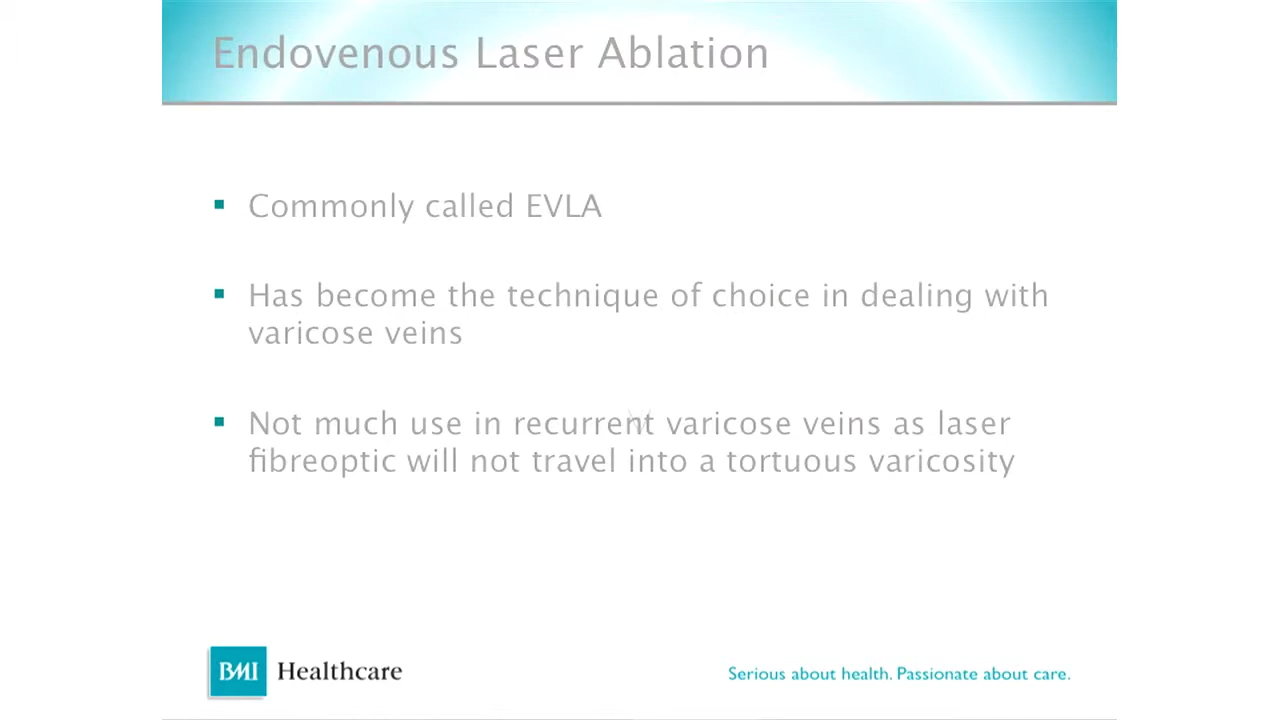 Endovenous Laser Ablation
Commonly called EVLA
Has become the technique of choice in dealing with
varicose veins
Not much use in recurrent varicose veins as laser
fibreoptic will not travel into a tortuous varicosity
BMI Healthcare
Serious about health. Passionate about care.